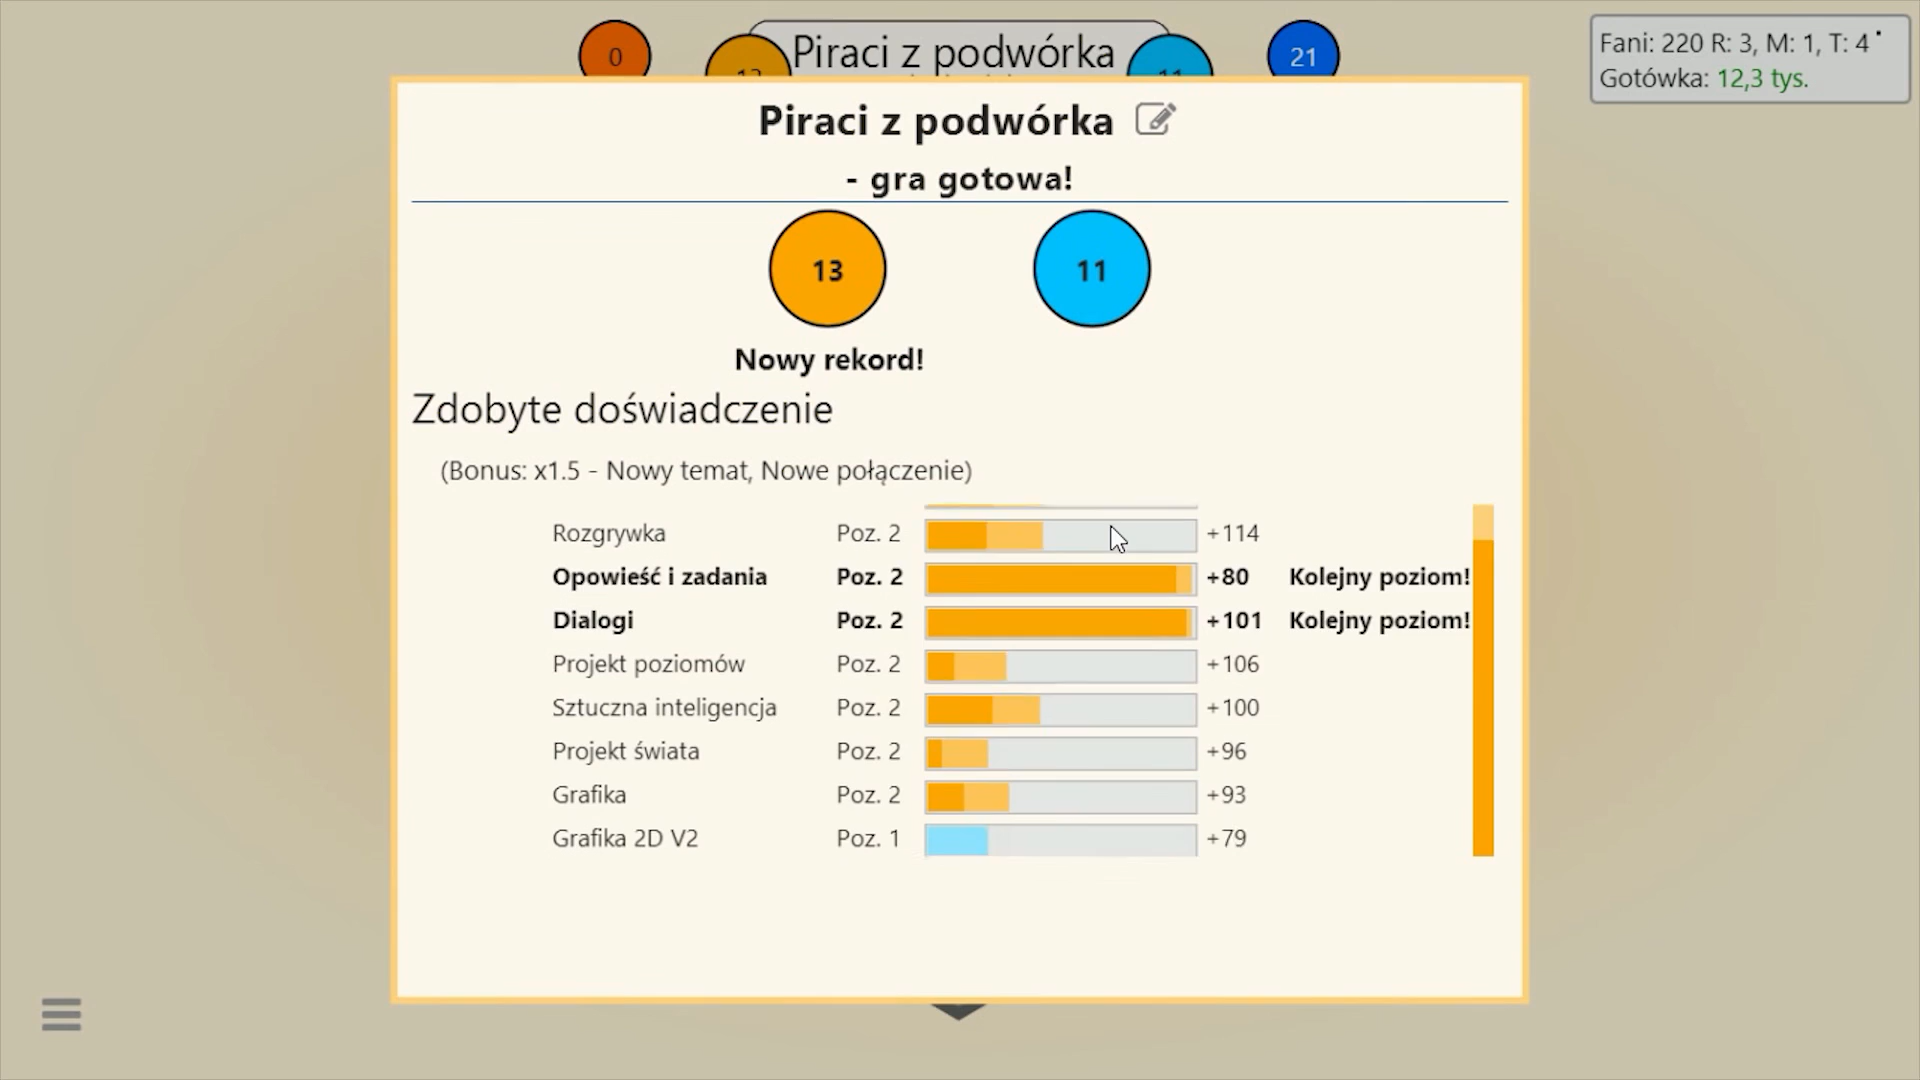 0
Piraci z podwórka
21
Fani: 220 R: 3, M: 1, T: 4
Gotówka: 12,3 tys.
Piraci z podwórka
- gra gotowa!
13
11
Nowy rekord!
Zdobyte doświadczenie
(Bonus: x1.5 - Nowy temat, Nowe połączenie)
Rozgrywka Poz. 2 +114
Opowieść i zadania Poz. 2 +80 Kolejny poziom!
Dialogi Poz. 2 +101 Kolejny poziom!
Projekt poziomów Poz. 2 +106
Sztuczna inteligencja Poz. 2 +100
Projekt świata Poz. 2 +96
Grafika Poz. 2 +93
Grafika 2D V2 Poz. 1 +79